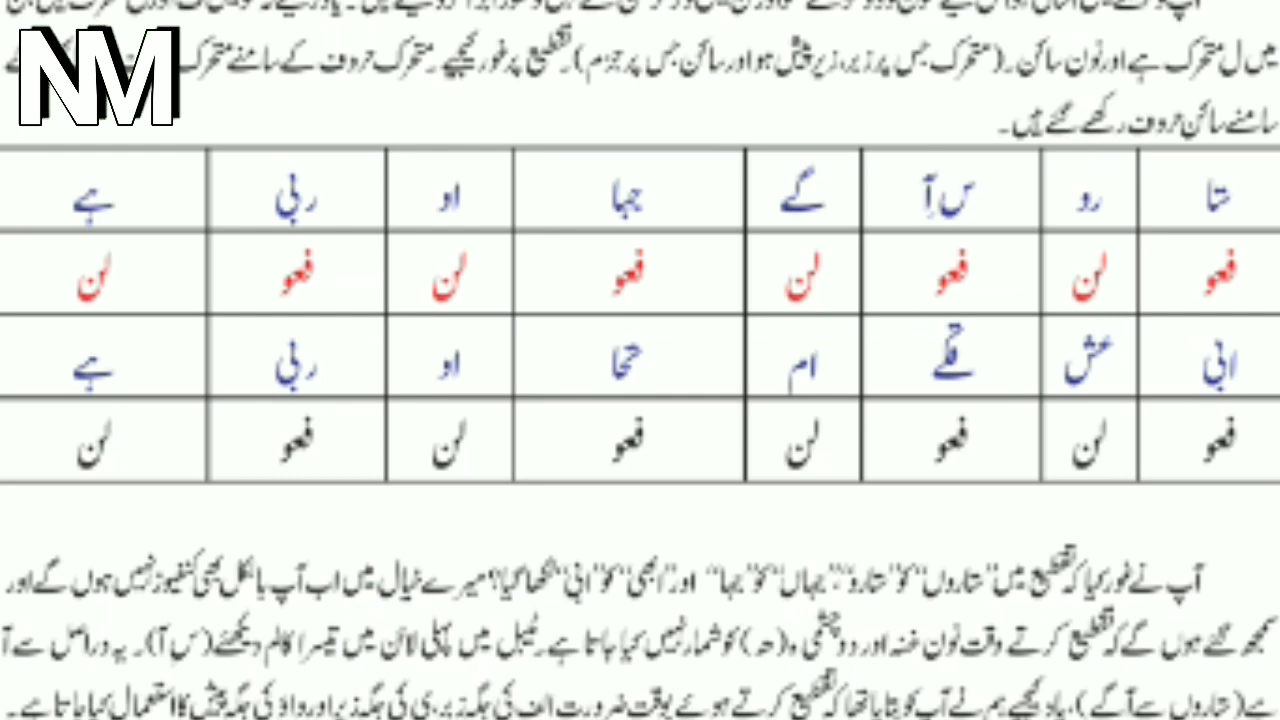 NM
میں ل متحرک ہے اور نون ساکن۔ (متحرک جس پر زبر، زیر پیش ہو اور ساکن جس پر جزم)۔ تقطیع پر غور کیجیے۔ متحرک حروف کے سامنے متحرک
سامنے ساکن حروف رکھے گئے ہیں۔
ستا رو سِ آ گے جہا او ربی ہے
فعو لن فعو لن فعو لن فعو لن
ابی عش قکے ام تحا او ربی ہے
فعو لن فعو لن فعو لن فعو لن
آپ نے غور کیا کہ تقطیع میں "ستاروں" کو "ستارو"، "جہاں" کو "جہا" اور "ابھی" کو "ابی" لکھا گیا؟ میرے خیال میں اب آپ بالکل بھی کنفیوز نہیں ہوں گے اور
سمجھ گئے ہوں گے کہ تقطیع کرتے وقت نون غنہ اور دو چشمی ہ (ھ) کو شمار نہیں کیا جاتا ہے۔ ٹیبل میں پہلی لائن میں تیسرا کالم دیکھئے (سِ آ)۔ یہ دراصل سے آ
ہے (ستاروں سے آگے)، یاد کیجیے ہم نے آپ کو بتایا تھا کہ تقطیع کرتے ہوئے بوقت ضرورت الف کی جگہ زبر، ی کی جگہ زیر اور واؤ کی جگہ پیش کا استعمال کیا جاتا ہے۔